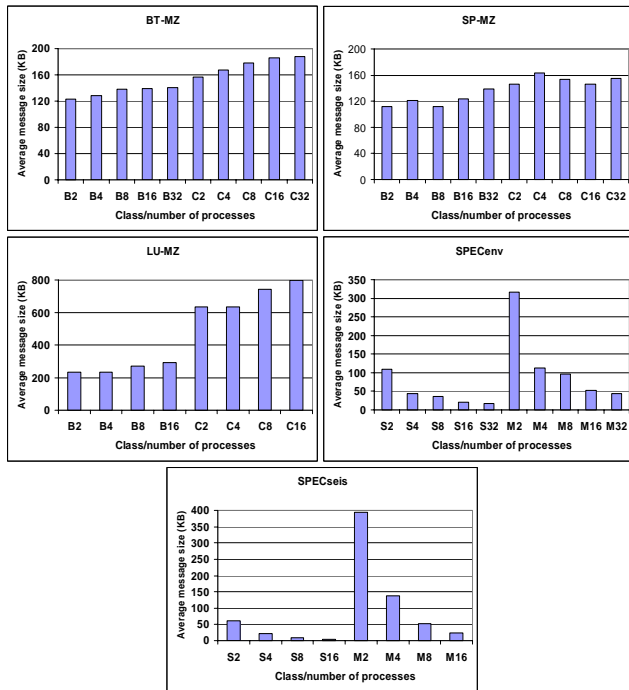 BT-MZ
Average message size (KB)
200
160
120
80
40
0
B2 B4 B8 B16 B32 C2 C4 C8 C16 C32
Class/number of processes
SP-MZ
Average message size (KB)
200
160
120
80
40
0
B2 B4 B8 B16 B32 C2 C4 C8 C16 C32
Class/number of processes
LU-MZ
Average message size (KB)
800
600
400
200
0
B2 B4 B8 B16 C2 C4 C8 C16
Class/number of processes
SPECenv
Average message size (KB)
350
300
250
200
150
100
50
0
S2 S4 S8 S16 S32 M2 M4 M8 M16 M32
Class/number of processes
SPECseis
Average message size (KB)
400
350
300
250
200
150
100
50
0
S2 S4 S8 S16 M2 M4 M8 M16
Class/number of processes